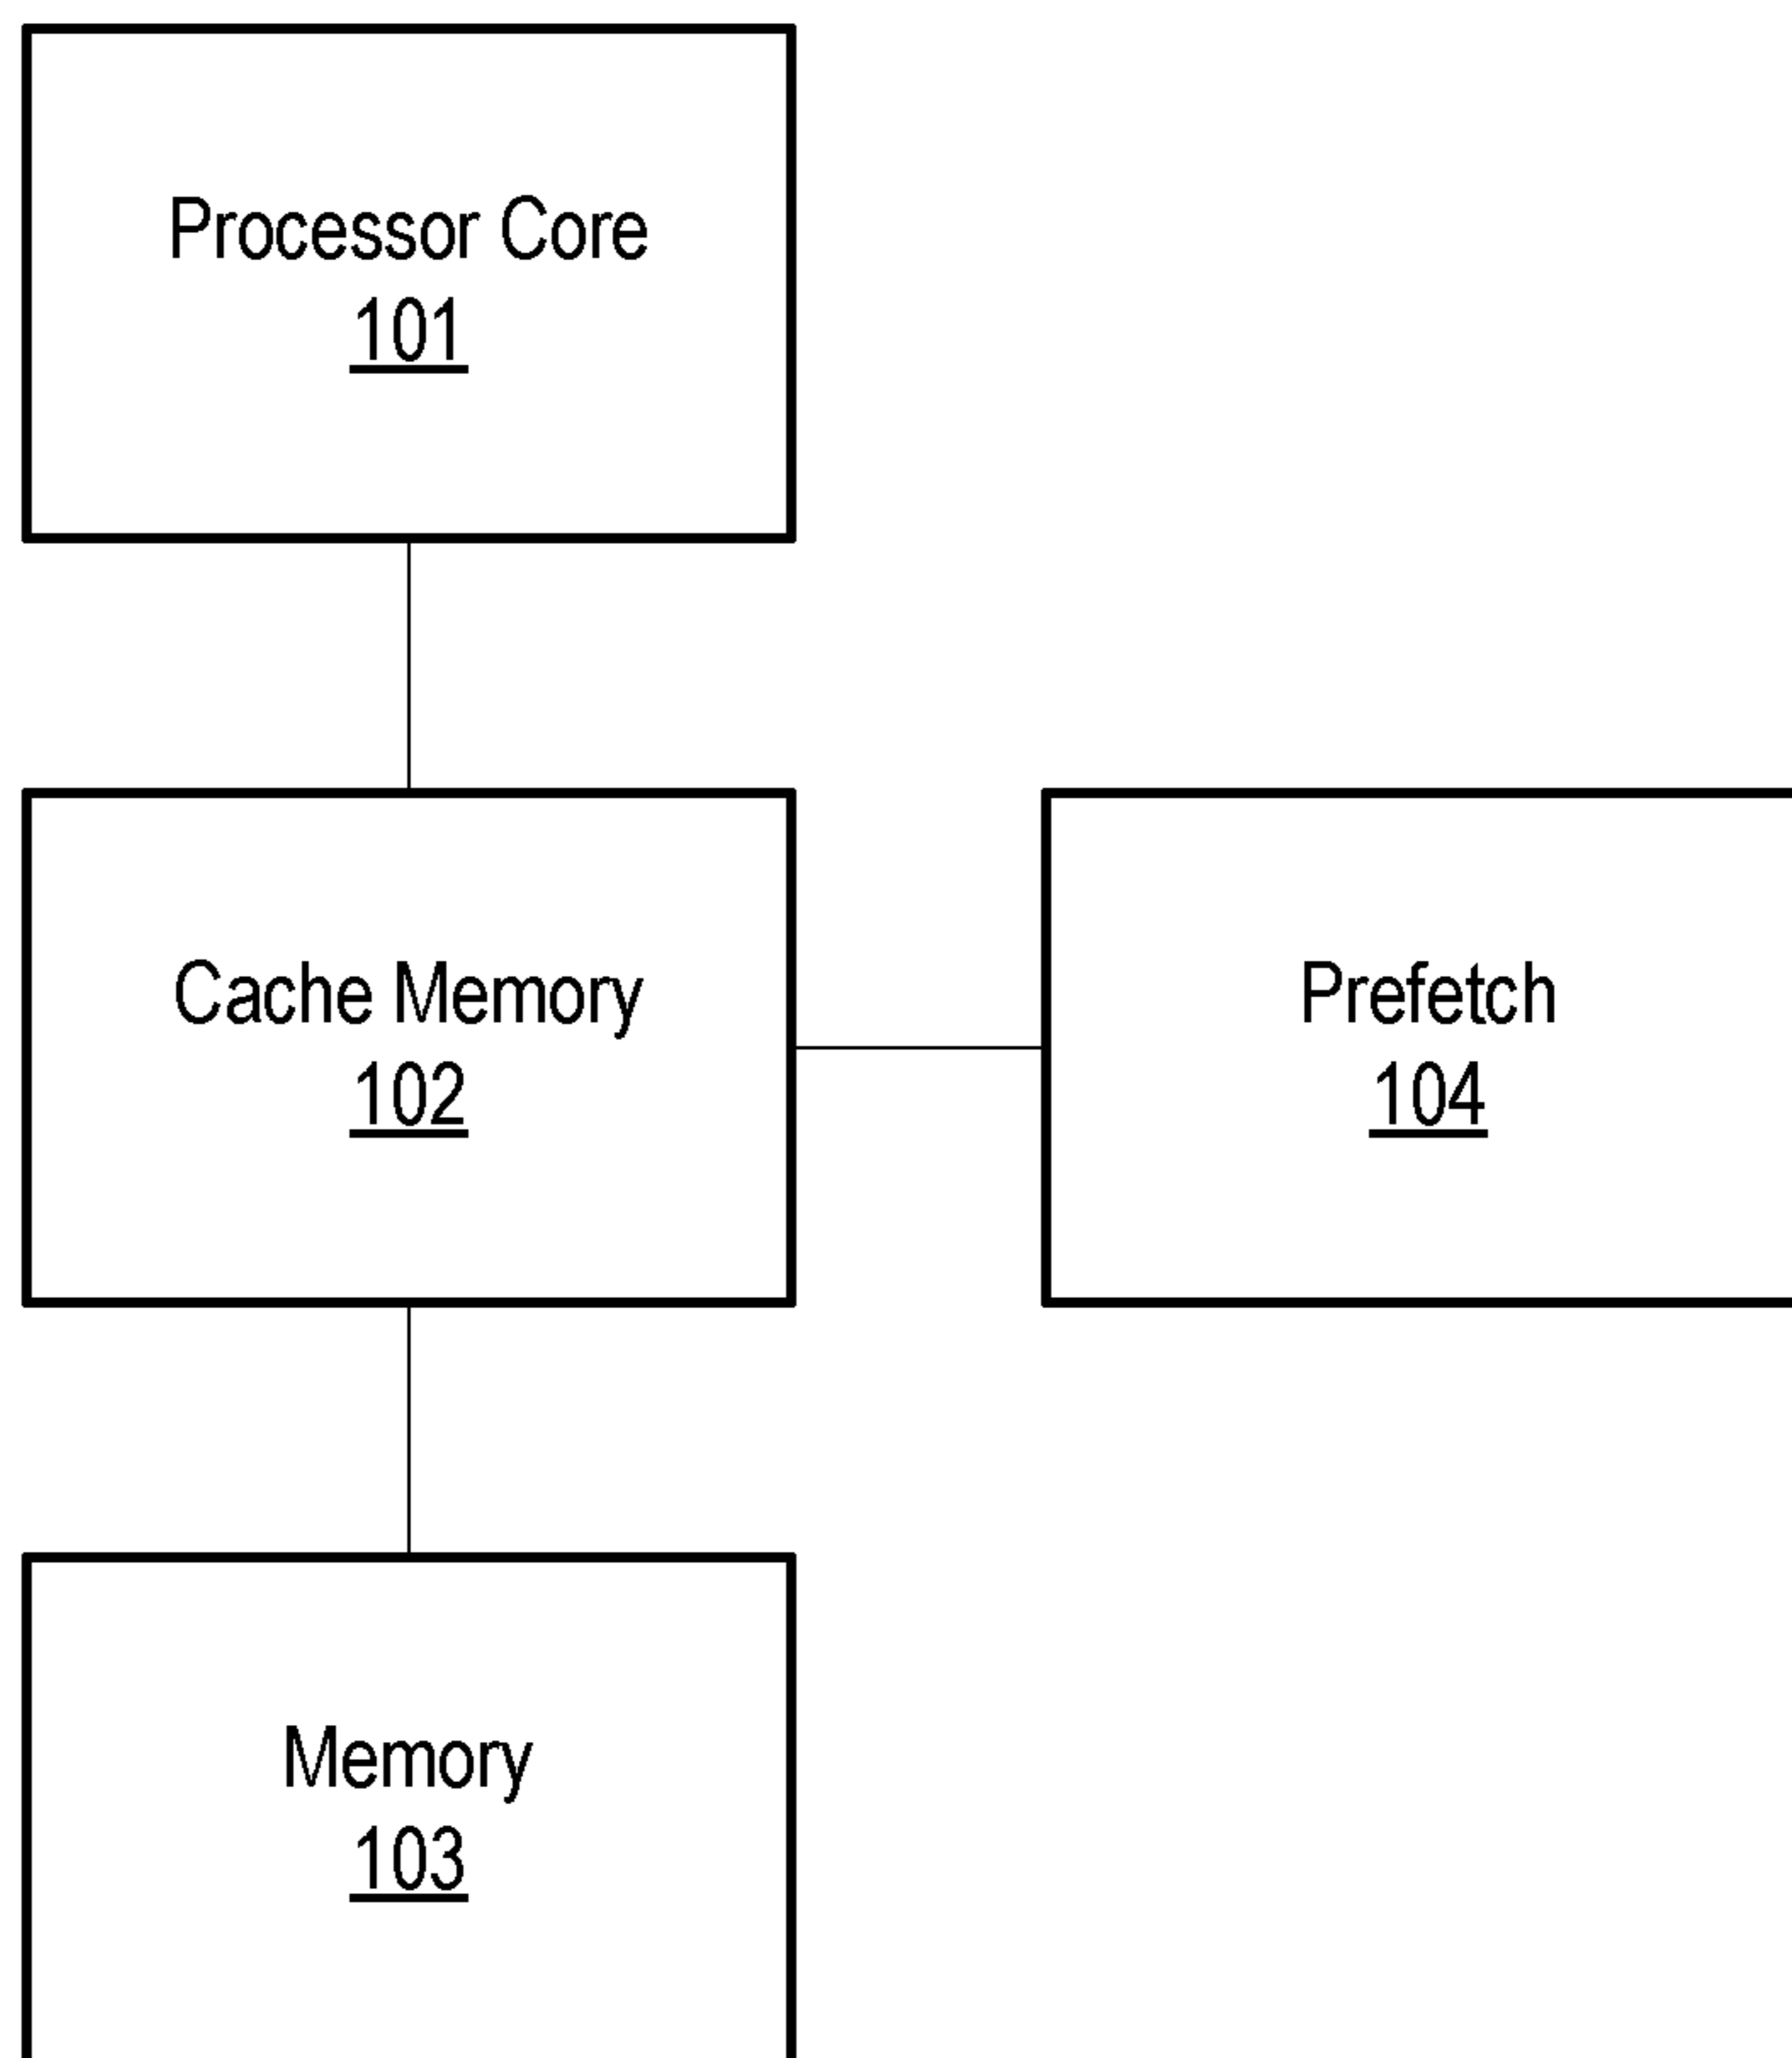 Processor Core
101
Cache Memory
102
Prefetch
104
Memory
103